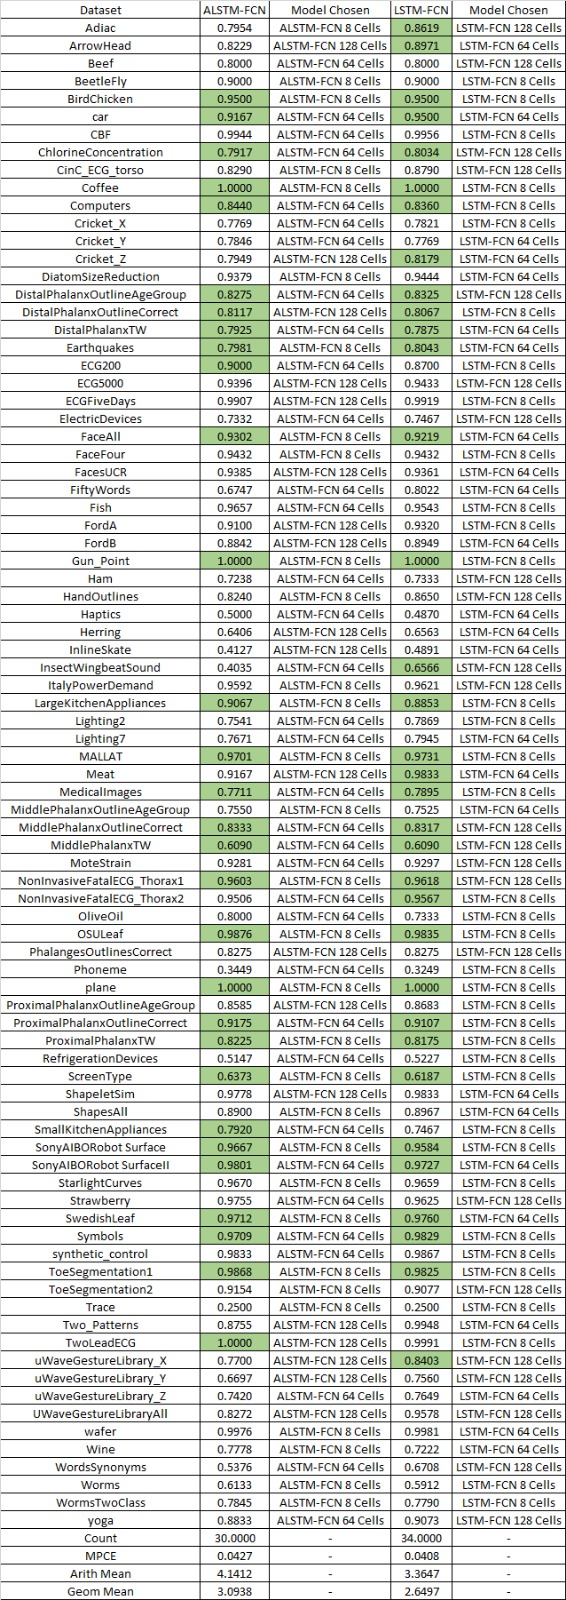 Dataset ALSTM-FCN Model Chosen LSTM-FCN Model Chosen
Adiac 0.7954 ALSTM-FCN 8 Cells 0.8619 LSTM-FCN 128 Cells
ArrowHead 0.8229 ALSTM-FCN 128 Cells 0.8971 LSTM-FCN 64 Cells
Beef 0.8000 ALSTM-FCN 64 Cells 0.8000 LSTM-FCN 128 Cells
BeetleFly 0.9000 ALSTM-FCN 8 Cells 0.9000 LSTM-FCN 8 Cells
BirdChicken 0.9500 ALSTM-FCN 8 Cells 0.9500 LSTM-FCN 64 Cells
car 0.9167 ALSTM-FCN 64 Cells 0.9500 LSTM-FCN 64 Cells
CBF 0.9944 ALSTM-FCN 64 Cells 0.9956 LSTM-FCN 8 Cells
ChlorineConcentration 0.7917 ALSTM-FCN 64 Cells 0.8034 LSTM-FCN 128 Cells
CinC_ECG_torso 0.8290 ALSTM-FCN 8 Cells 0.8790 LSTM-FCN 128 Cells
Coffee 1.0000 ALSTM-FCN 8 Cells 1.0000 LSTM-FCN 8 Cells
Computers 0.8440 ALSTM-FCN 64 Cells 0.8360 LSTM-FCN 64 Cells
Cricket_X 0.7769 ALSTM-FCN 64 Cells 0.7821 LSTM-FCN 64 Cells
Cricket_Y 0.7846 ALSTM-FCN 64 Cells 0.7769 LSTM-FCN 8 Cells
Cricket_Z 0.7949 ALSTM-FCN 128 Cells 0.8179 LSTM-FCN 64 Cells
DiatomSizeReduction 0.9379 ALSTM-FCN 8 Cells 0.9444 LSTM-FCN 64 Cells
DistalPhalanxOutlineAgeGroup 0.8275 ALSTM-FCN 64 Cells 0.8325 LSTM-FCN 128 Cells
DistalPhalanxOutlineCorrect 0.8117 ALSTM-FCN 128 Cells 0.8067 LSTM-FCN 128 Cells
DistalPhalanxTW 0.7925 ALSTM-FCN 64 Cells 0.7875 LSTM-FCN 64 Cells
Earthquakes 0.7981 ALSTM-FCN 8 Cells 0.8043 LSTM-FCN 64 Cells
ECG200 0.9000 ALSTM-FCN 64 Cells 0.8700 LSTM-FCN 8 Cells
ECG5000 0.9396 ALSTM-FCN 128 Cells 0.9433 LSTM-FCN 128 Cells
ECGFiveDays 0.9907 ALSTM-FCN 128 Cells 0.9919 LSTM-FCN 128 Cells
ElectricDevices 0.7332 ALSTM-FCN 64 Cells 0.7467 LSTM-FCN 128 Cells
FaceAll 0.9302 ALSTM-FCN 8 Cells 0.9219 LSTM-FCN 64 Cells
FaceFour 0.9432 ALSTM-FCN 8 Cells 0.9432 LSTM-FCN 8 Cells
FacesUCR 0.9385 ALSTM-FCN 128 Cells 0.9361 LSTM-FCN 64 Cells
FiftyWords 0.6747 ALSTM-FCN 64 Cells 0.8022 LSTM-FCN 64 Cells
Fish 0.9657 ALSTM-FCN 64 Cells 0.9543 LSTM-FCN 8 Cells
FordA 0.9100 ALSTM-FCN 128 Cells 0.9320 LSTM-FCN 8 Cells
FordB 0.8842 ALSTM-FCN 128 Cells 0.8949 LSTM-FCN 64 Cells
Gun_Point 1.0000 ALSTM-FCN 8 Cells 1.0000 LSTM-FCN 8 Cells
Ham 0.7238 ALSTM-FCN 64 Cells 0.7333 LSTM-FCN 128 Cells
HandOutlines 0.8240 ALSTM-FCN 8 Cells 0.8650 LSTM-FCN 128 Cells
Haptics 0.5000 ALSTM-FCN 64 Cells 0.4870 LSTM-FCN 64 Cells
Herring 0.6406 ALSTM-FCN 128 Cells 0.6563 LSTM-FCN 128 Cells
InlineSkate 0.4127 ALSTM-FCN 128 Cells 0.4891 LSTM-FCN 64 Cells
InsectWingbeatSound 0.4035 ALSTM-FCN 64 Cells 0.6566 LSTM-FCN 64 Cells
ItalyPowerDemand 0.9592 ALSTM-FCN 8 Cells 0.9621 LSTM-FCN 128 Cells
LargeKitchenAppliances 0.9067 ALSTM-FCN 8 Cells 0.8853 LSTM-FCN 8 Cells
Lighting2 0.7541 ALSTM-FCN 64 Cells 0.7869 LSTM-FCN 128 Cells
Lighting7 0.7671 ALSTM-FCN 64 Cells 0.7945 LSTM-FCN 128 Cells
MALLAT 0.9701 ALSTM-FCN 8 Cells 0.9731 LSTM-FCN 64 Cells
Meat 0.9167 ALSTM-FCN 128 Cells 0.9833 LSTM-FCN 64 Cells
MedicalImages 0.7711 ALSTM-FCN 64 Cells 0.7895 LSTM-FCN 128 Cells
MiddlePhalanxOutlineAgeGroup 0.7550 ALSTM-FCN 8 Cells 0.7525 LSTM-FCN 64 Cells
MiddlePhalanxOutlineCorrect 0.8333 ALSTM-FCN 64 Cells 0.8317 LSTM-FCN 128 Cells
MiddlePhalanxTW 0.6090 ALSTM-FCN 64 Cells 0.6090 LSTM-FCN 128 Cells
MoteStrain 0.9281 ALSTM-FCN 64 Cells 0.9297 LSTM-FCN 128 Cells
NonInvasiveFatalECG_Thorax1 0.9603 ALSTM-FCN 8 Cells 0.9618 LSTM-FCN 128 Cells
NonInvasiveFatalECG_Thorax2 0.9506 ALSTM-FCN 64 Cells 0.9567 LSTM-FCN 128 Cells
OliveOil 0.8000 ALSTM-FCN 64 Cells 0.7333 LSTM-FCN 128 Cells
OSULeaf 0.9876 ALSTM-FCN 64 Cells 0.9835 LSTM-FCN 128 Cells
PhalangesOutlinesCorrect 0.8275 ALSTM-FCN 128 Cells 0.8275 LSTM-FCN 128 Cells
Phoneme 0.3449 ALSTM-FCN 64 Cells 0.3249 LSTM-FCN 8 Cells
plane 1.0000 ALSTM-FCN 8 Cells 1.0000 LSTM-FCN 8 Cells
ProximalPhalanxOutlineAgeGroup 0.8585 ALSTM-FCN 128 Cells 0.8683 LSTM-FCN 128 Cells
ProximalPhalanxOutlineCorrect 0.9175 ALSTM-FCN 64 Cells 0.9107 LSTM-FCN 8 Cells
ProximalPhalanxTW 0.8225 ALSTM-FCN 8 Cells 0.8175 LSTM-FCN 128 Cells
RefrigerationDevices 0.5147 ALSTM-FCN 64 Cells 0.5227 LSTM-FCN 8 Cells
ScreenType 0.6373 ALSTM-FCN 8 Cells 0.6187 LSTM-FCN 8 Cells
ShapeletSim 0.9778 ALSTM-FCN 128 Cells 0.9833 LSTM-FCN 64 Cells
ShapesAll 0.8900 ALSTM-FCN 8 Cells 0.8967 LSTM-FCN 64 Cells
SmallKitchenAppliances 0.7920 ALSTM-FCN 64 Cells 0.7467 LSTM-FCN 8 Cells
SonyAIBORobot Surface 0.9667 ALSTM-FCN 8 Cells 0.9584 LSTM-FCN 128 Cells
SonyAIBORobot SurfaceII 0.9801 ALSTM-FCN 64 Cells 0.9727 LSTM-FCN 64 Cells
StarlightCurves 0.9670 ALSTM-FCN 8 Cells 0.9659 LSTM-FCN 8 Cells
Strawberry 0.9755 ALSTM-FCN 64 Cells 0.9625 LSTM-FCN 128 Cells
SwedishLeaf 0.9712 ALSTM-FCN 8 Cells 0.9760 LSTM-FCN 64 Cells
Symbols 0.9709 ALSTM-FCN 64 Cells 0.9829 LSTM-FCN 8 Cells
synthetic_control 0.9833 ALSTM-FCN 64 Cells 0.9867 LSTM-FCN 8 Cells
ToeSegmentation1 0.9868 ALSTM-FCN 8 Cells 0.9825 LSTM-FCN 8 Cells
ToeSegmentation2 0.9154 ALSTM-FCN 8 Cells 0.9077 LSTM-FCN 128 Cells
Trace 0.2500 ALSTM-FCN 8 Cells 0.2500 LSTM-FCN 8 Cells
Two_Patterns 0.8755 ALSTM-FCN 64 Cells 0.9948 LSTM-FCN 64 Cells
TwoLeadECG 1.0000 ALSTM-FCN 128 Cells 0.9991 LSTM-FCN 8 Cells
uWaveGestureLibrary_X 0.7700 ALSTM-FCN 128 Cells 0.8403 LSTM-FCN 128 Cells
uWaveGestureLibrary_Y 0.6697 ALSTM-FCN 128 Cells 0.7560 LSTM-FCN 128 Cells
uWaveGestureLibrary_Z 0.7420 ALSTM-FCN 64 Cells 0.7649 LSTM-FCN 128 Cells
UWaveGestureLibraryAll 0.8272 ALSTM-FCN 128 Cells 0.9578 LSTM-FCN 128 Cells
wafer 0.9976 ALSTM-FCN 8 Cells 0.9981 LSTM-FCN 64 Cells
Wine 0.7778 ALSTM-FCN 8 Cells 0.7222 LSTM-FCN 64 Cells
WordsSynonyms 0.5376 ALSTM-FCN 64 Cells 0.6708 LSTM-FCN 128 Cells
Worms 0.6133 ALSTM-FCN 8 Cells 0.5912 LSTM-FCN 8 Cells
WormsTwoClass 0.7845 ALSTM-FCN 8 Cells 0.7790 LSTM-FCN 8 Cells
yoga 0.8833 ALSTM-FCN 64 Cells 0.9073 LSTM-FCN 128 Cells
Count 30.0000 - 34.0000 -
MPCE 0.0427 - 0.0408 -
Arith Mean 4.1412 - 3.3647 -
Geom Mean 3.0938 - 2.6497 -